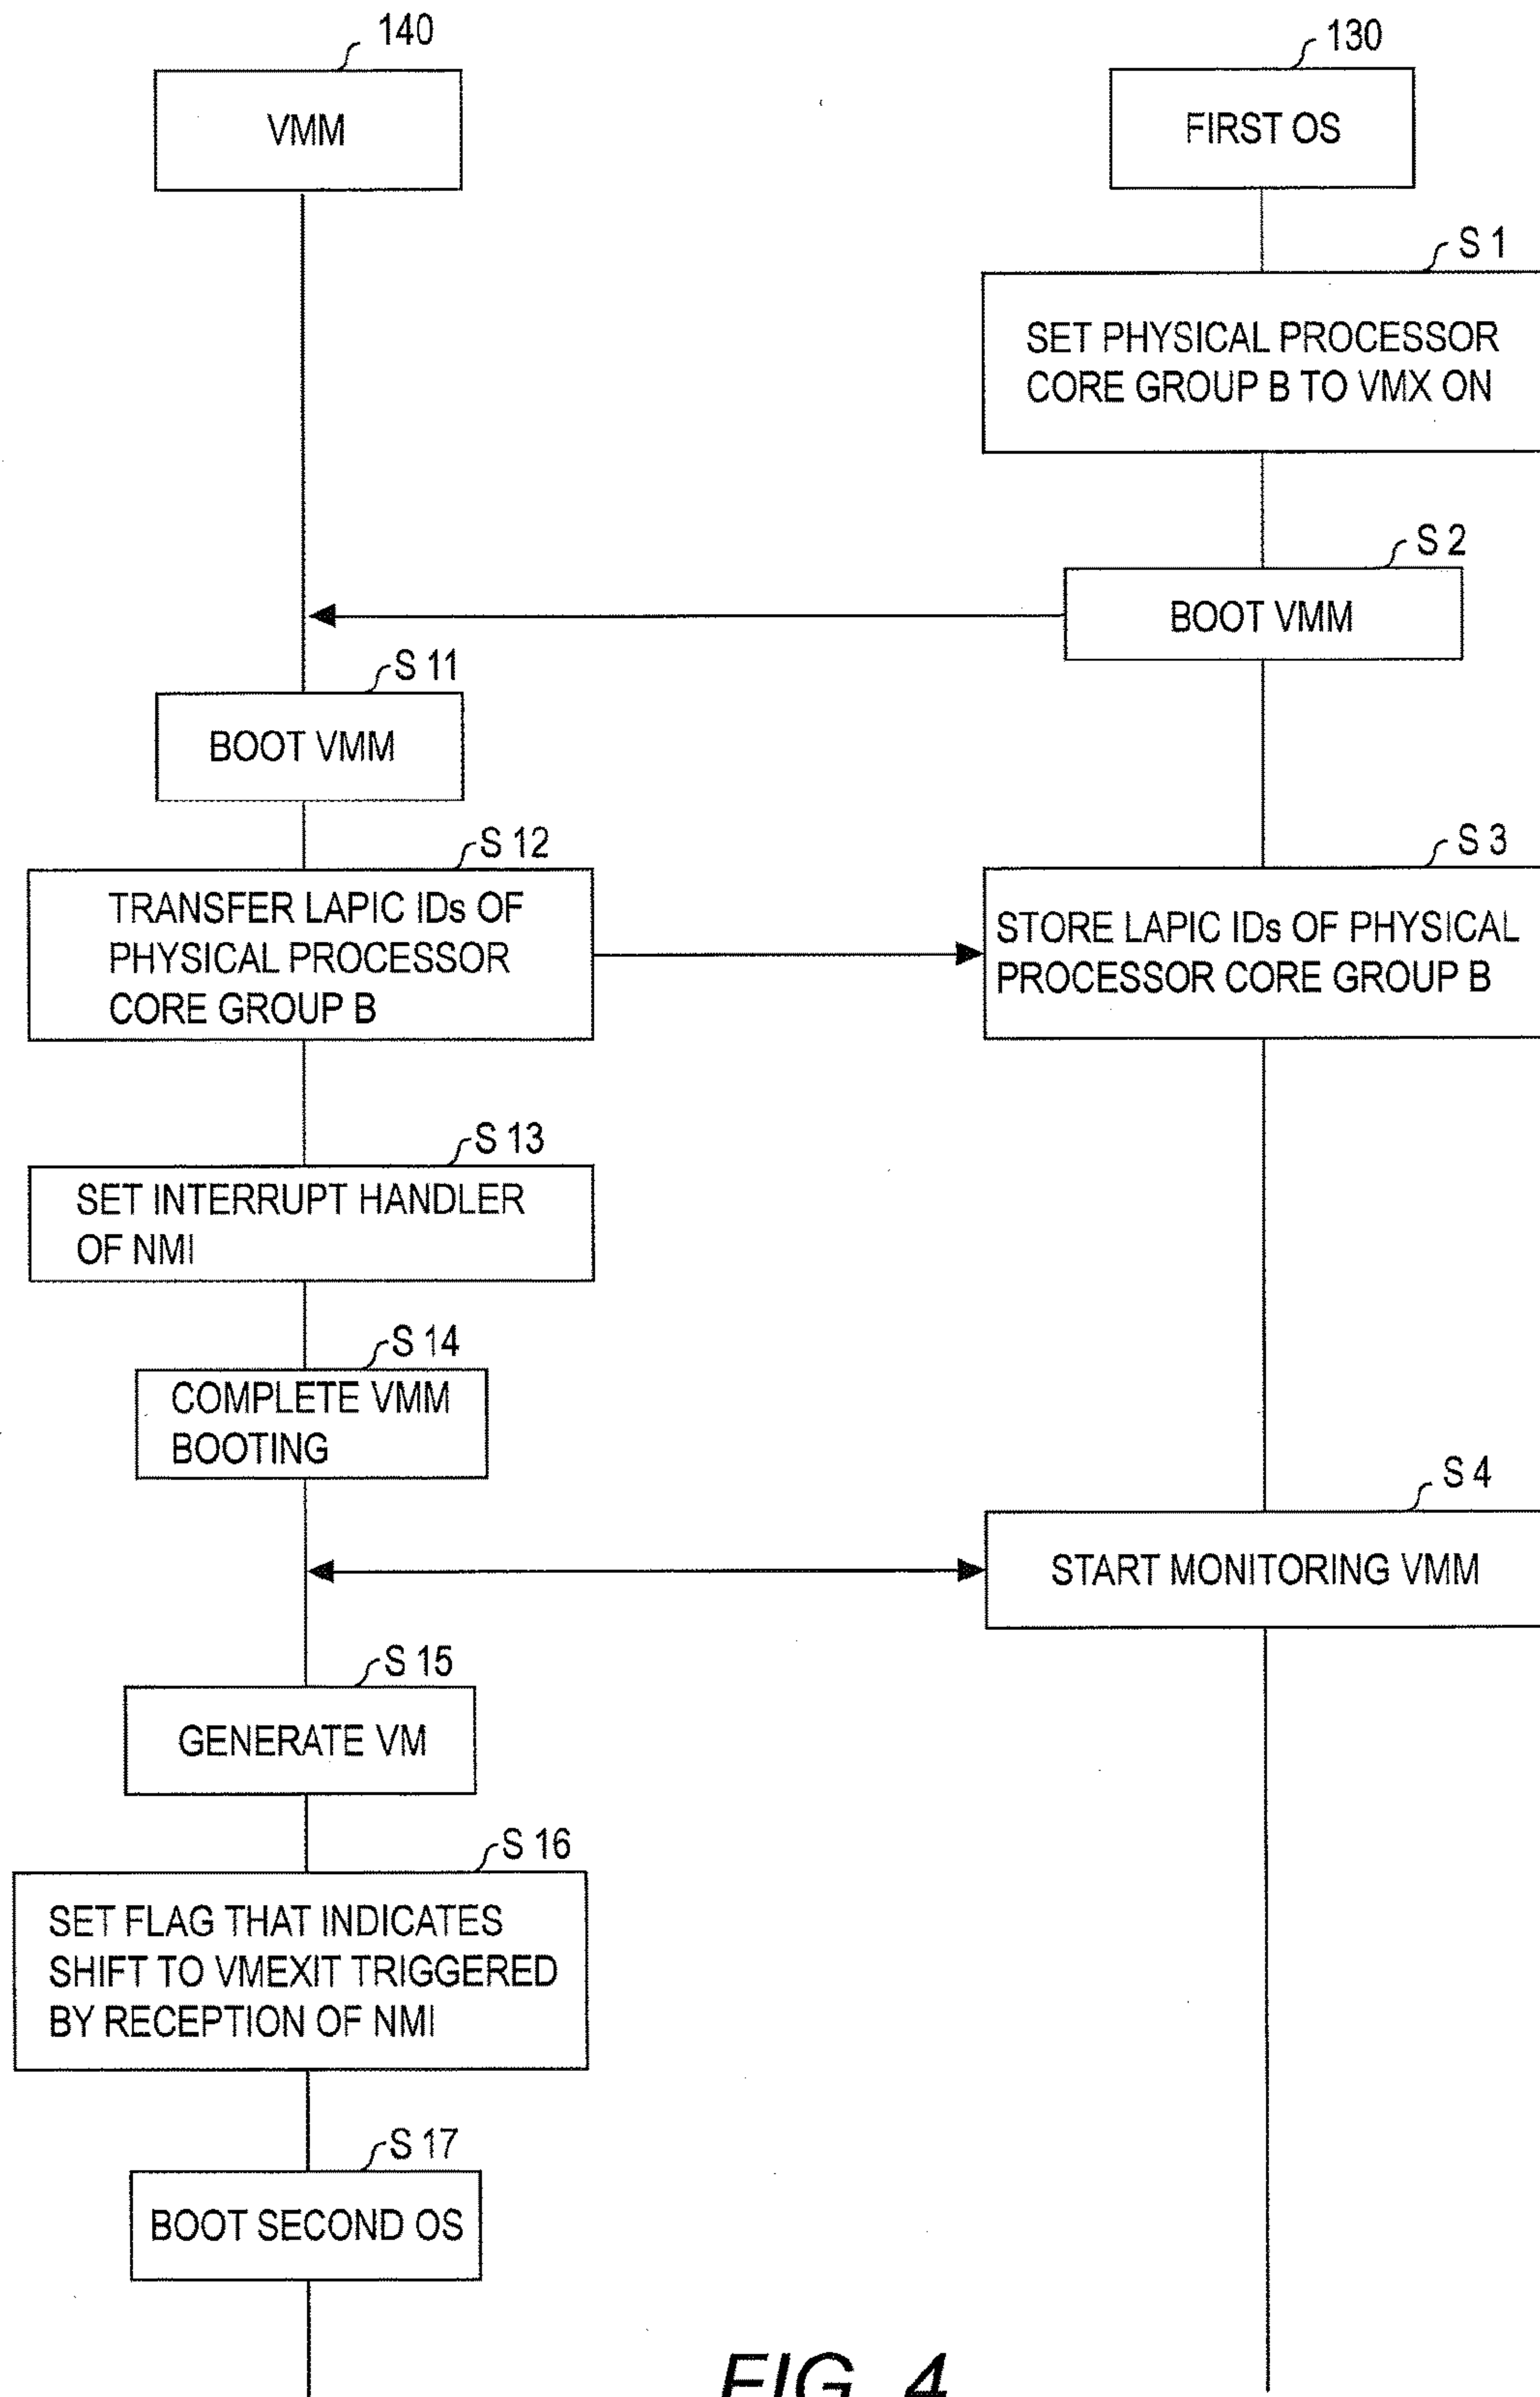 140
130
VMM
FIRST OS
S 1
SET PHYSICAL PROCESSOR
CORE GROUP B TO VMX ON
S 2
BOOT VMM
S 11
BOOT VMM
S 12
TRANSFER LAPIC IDs OF
PHYSICAL PROCESSOR
CORE GROUP B
S 3
STORE LAPIC IDs OF PHYSICAL
PROCESSOR CORE GROUP B
S 13
SET INTERRUPT HANDLER
OF NMI
S 14
COMPLETE VMM
BOOTING
S 4
START MONITORING VMM
S 15
GENERATE VM
S 16
SET FLAG THAT INDICATES
SHIFT TO VMEXIT TRIGGERED
BY RECEPTION OF NMI
S 17
BOOT SECOND OS
FIG. 4